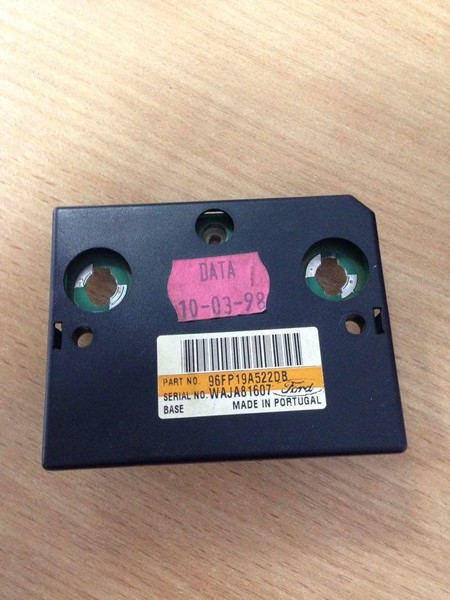 DATA
10-03-98
PART NO. 96FP19A522DB
SERIAL NO. WAJA81607 Ford
BASE MADE IN PORTUGAL